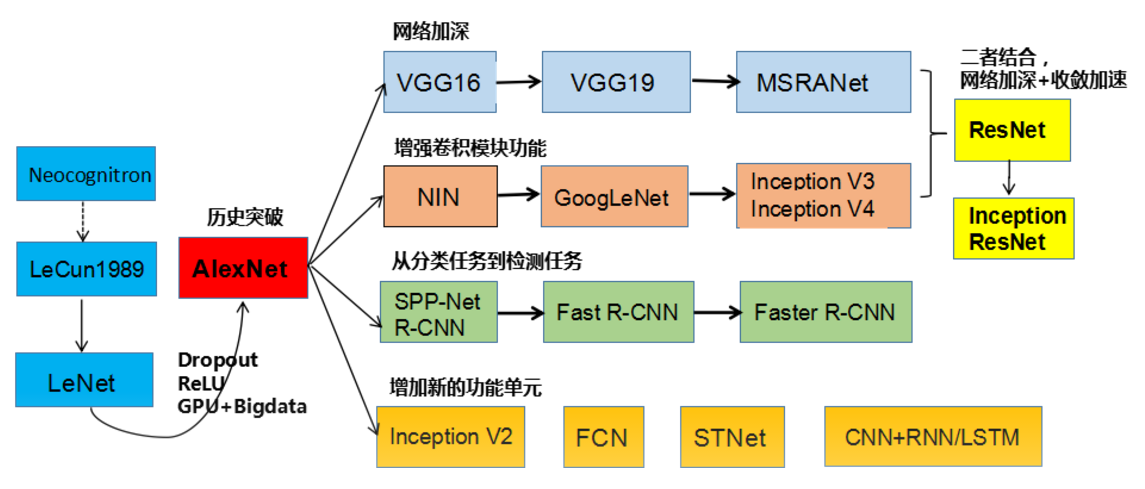 网络加深
VGG16
VGG19
MSRANet
二者结合，
网络加深+收敛加速
ResNet
Inception
ResNet
增强卷积模块功能
NIN
GoogLeNet
Inception V3
Inception V4
Neocognitron
LeCun1989
LeNet
历史突破
AlexNet
Dropout
ReLU
GPU+Bigdata
从分类任务到检测任务
SPP-Net
R-CNN
Fast R-CNN
Faster R-CNN
增加新的功能单元
Inception V2
FCN
STNet
CNN+RNN/LSTM